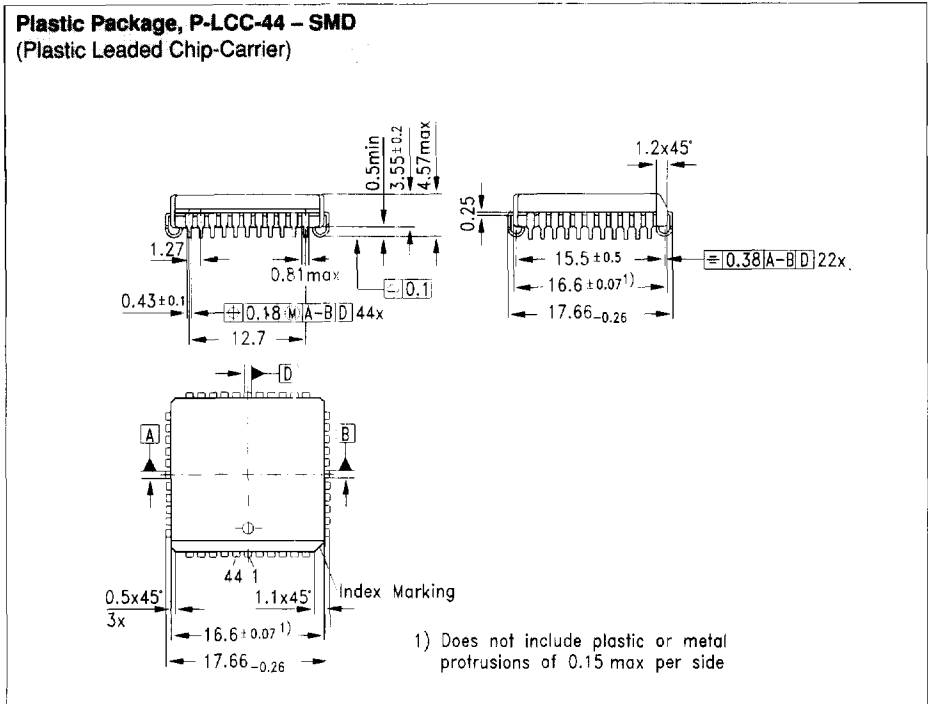 Plastic Package, P-LCC-44 – SMD
(Plastic Leaded Chip-Carrier)
0.5min
3.55±0.2
4.57max
1.27
0.81max
0.1
0.43±0.1
0.18 Ⓜ A-B D 44x
12.7
1.2x45°
0.25
15.5±0.5
0.38 A-B D 22x
16.6±0.07 1)
17.66 -0.26
D
A
B
44 1
Index Marking
0.5x45°
3x
1.1x45°
16.6±0.07 1)
17.66 -0.26
1) Does not include plastic or metal
protrusions of 0.15 max per side